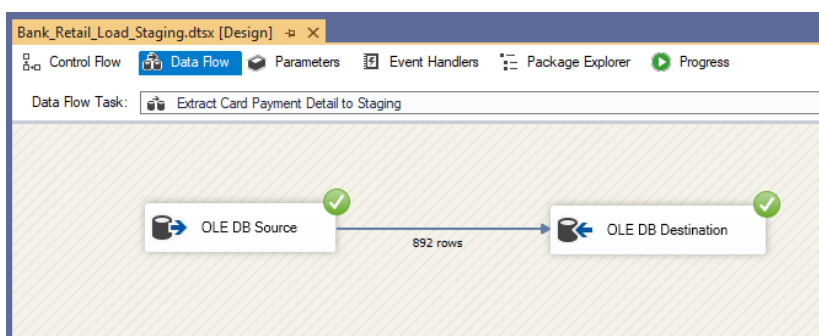 Bank_Retail_Load_Staging.dtsx [Design]
Control Flow Data Flow Parameters Event Handlers Package Explorer Progress
Data Flow Task: Extract Card Payment Detail to Staging
OLE DB Source OLE DB Destination
892 rows